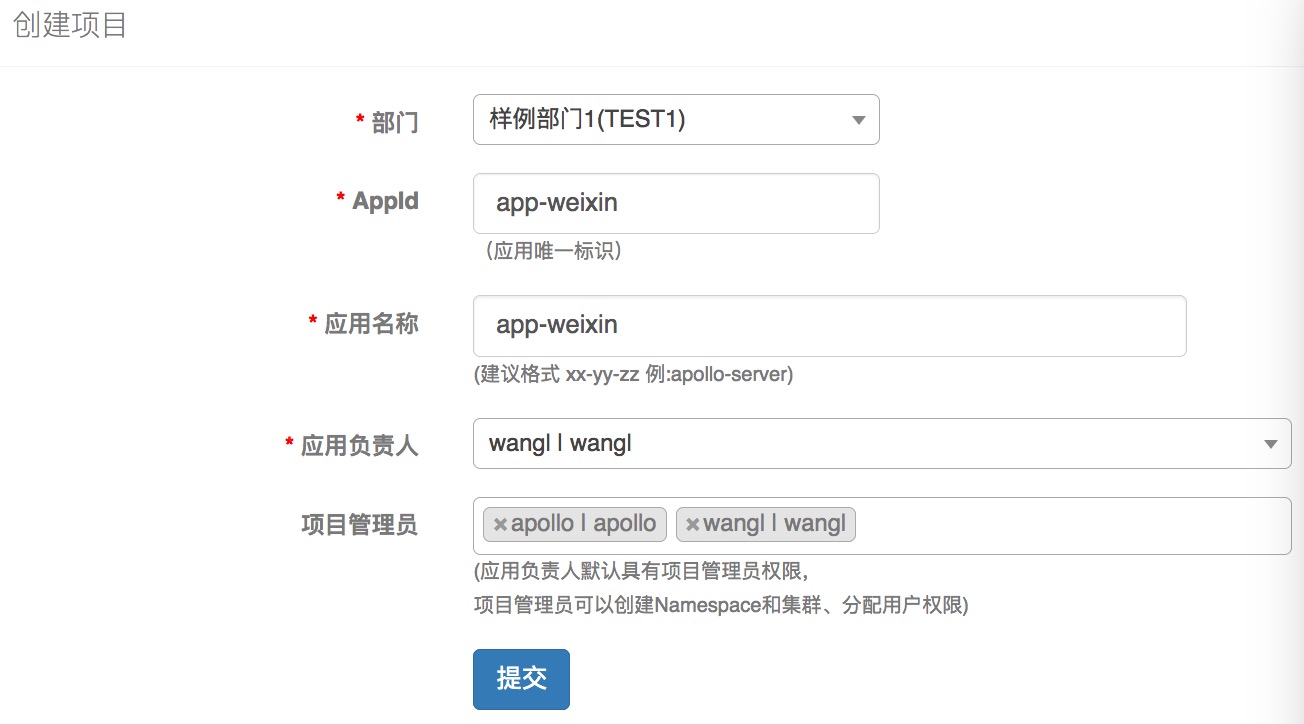 创建项目
* 部门 样例部门1(TEST1)
* AppId app-weixin
(应用唯一标识)
* 应用名称 app-weixin
(建议格式 xx-yy-zz 例:apollo-server)
* 应用负责人 wangl | wangl
项目管理员 ×apollo | apollo ×wangl | wangl
(应用负责人默认具有项目管理员权限,
项目管理员可以创建Namespace和集群、分配用户权限)
提交